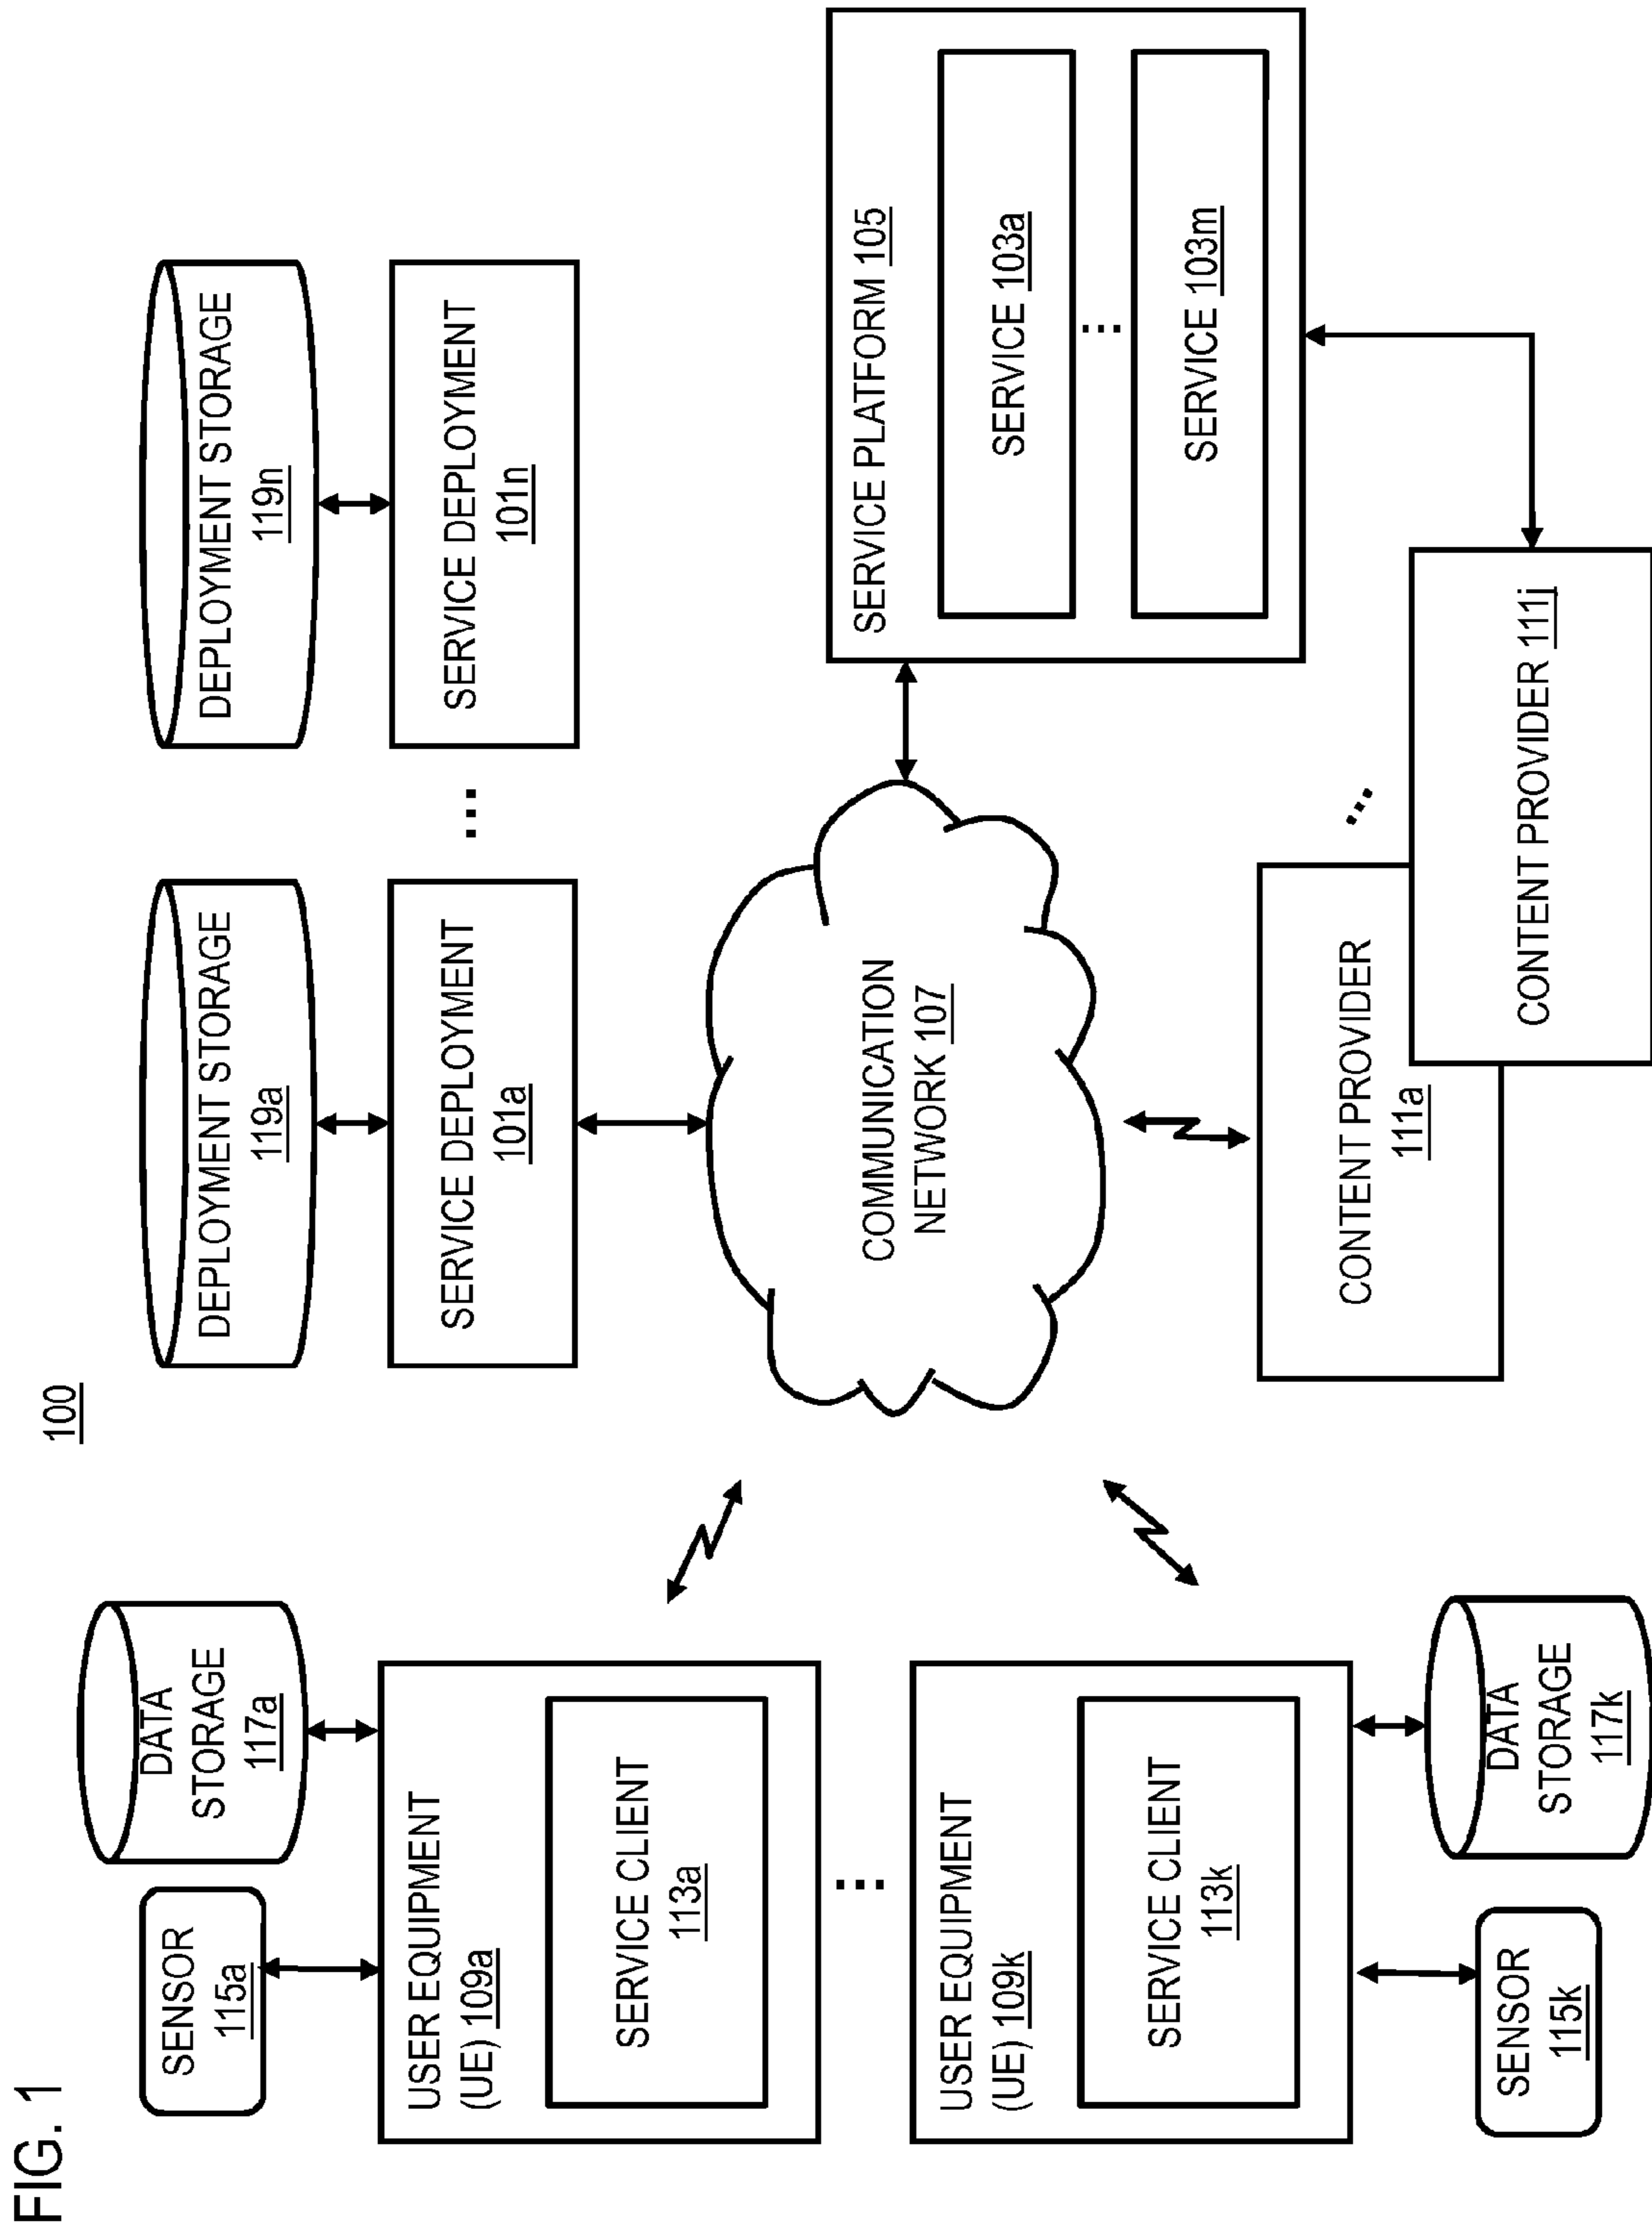 FIG. 1
100
SENSOR
115a
DATA
STORAGE
117a
USER EQUIPMENT
(UE) 109a
SERVICE CLIENT
113a
...
USER EQUIPMENT
(UE) 109k
SERVICE CLIENT
113k
SENSOR
115k
DATA
STORAGE
117k
DEPLOYMENT STORAGE
119a
SERVICE DEPLOYMENT
101a
...
DEPLOYMENT STORAGE
119n
SERVICE DEPLOYMENT
101n
COMMUNICATION
NETWORK 107
SERVICE PLATFORM 105
SERVICE 103a
...
SERVICE 103m
CONTENT PROVIDER
111a
...
CONTENT PROVIDER 111j